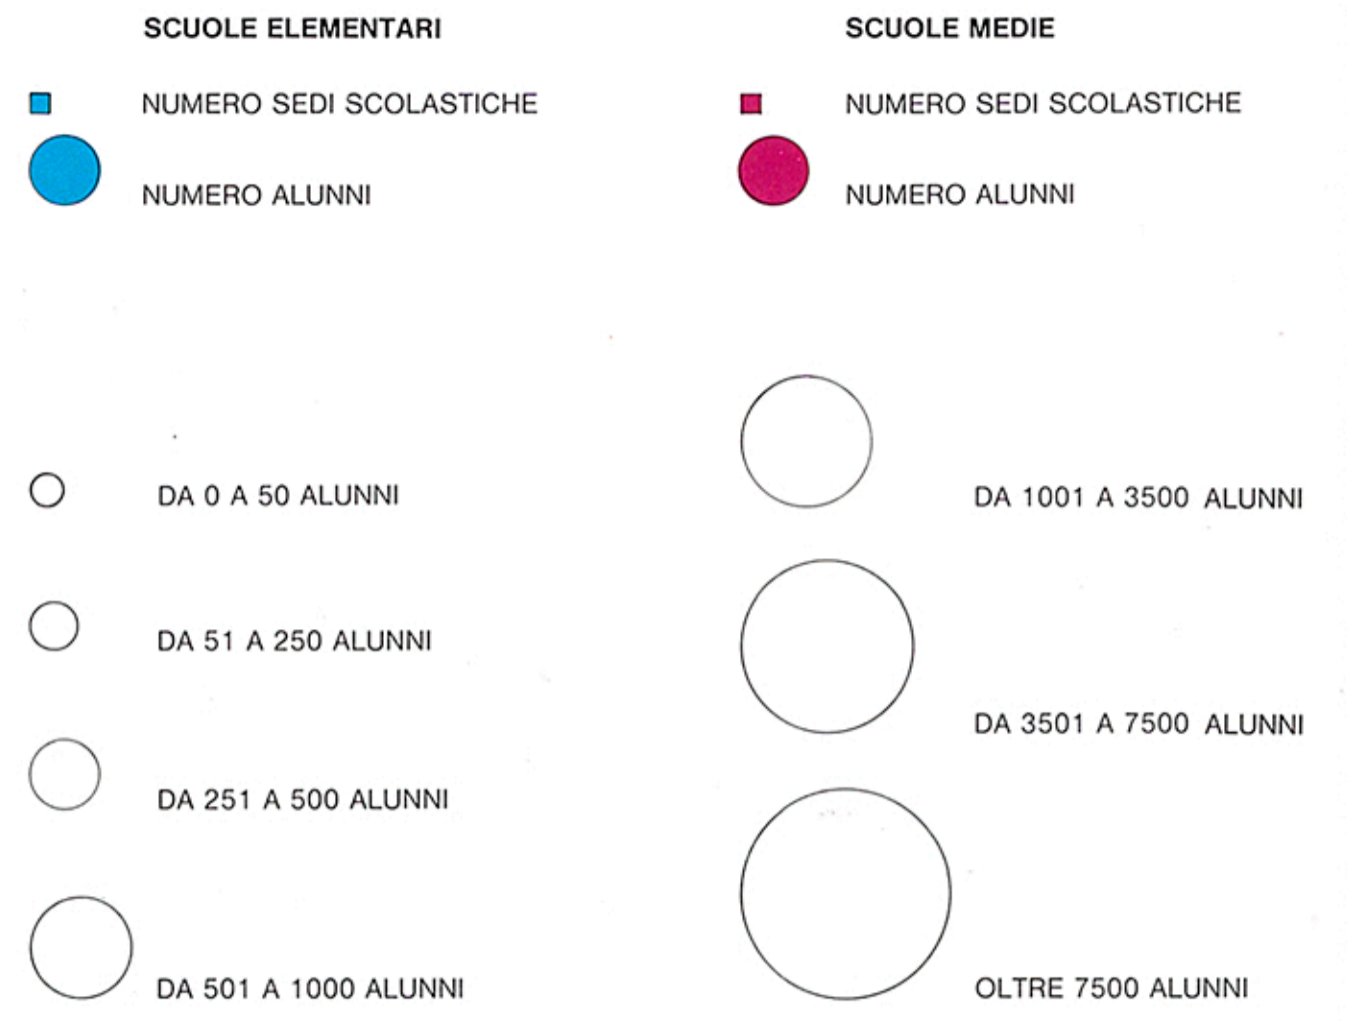 SCUOLE ELEMENTARI
NUMERO SEDI SCOLASTICHE
NUMERO ALUNNI
SCUOLE MEDIE
NUMERO SEDI SCOLASTICHE
NUMERO ALUNNI
DA 0 A 50 ALUNNI
DA 51 A 250 ALUNNI
DA 251 A 500 ALUNNI
DA 501 A 1000 ALUNNI
DA 1001 A 3500 ALUNNI
DA 3501 A 7500 ALUNNI
OLTRE 7500 ALUNNI